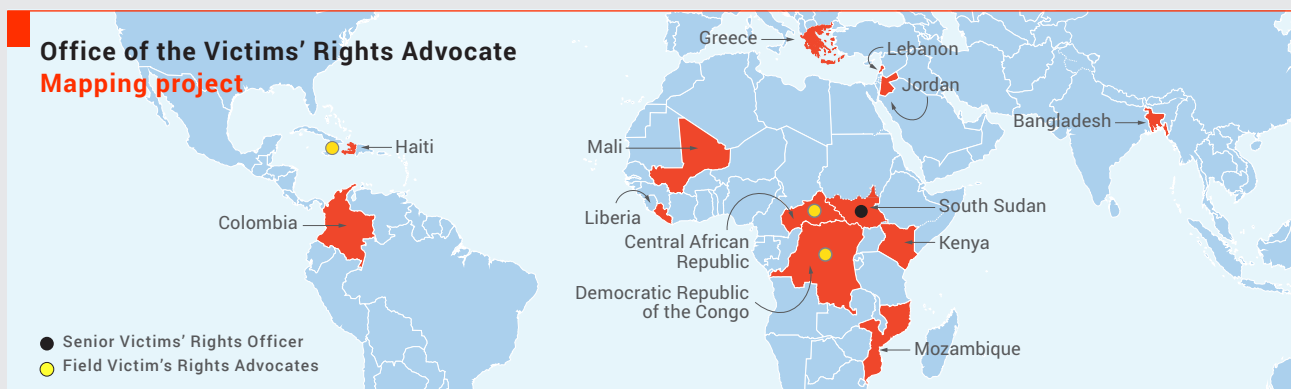 Office of the Victims' Rights Advocate
Mapping project
Greece
Lebanon
Jordan
Bangladesh
Haiti
Mali
Colombia
Liberia
South Sudan
Central African
Republic
Kenya
Democratic Republic
of the Congo
Mozambique
Senior Victims' Rights Officer
Field Victim's Rights Advocates